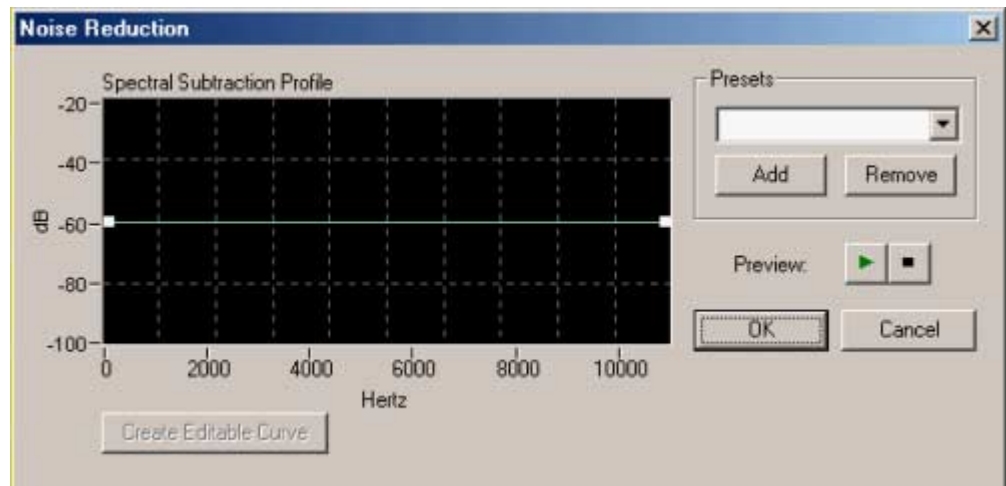 Noise Reduction
Spectral Subtraction Profile
-20
-40
-60
-80
-100
dB
0 2000 4000 6000 8000 10000
Hertz
Create Editable Curve
Presets
Add Remove
Preview:
OK Cancel